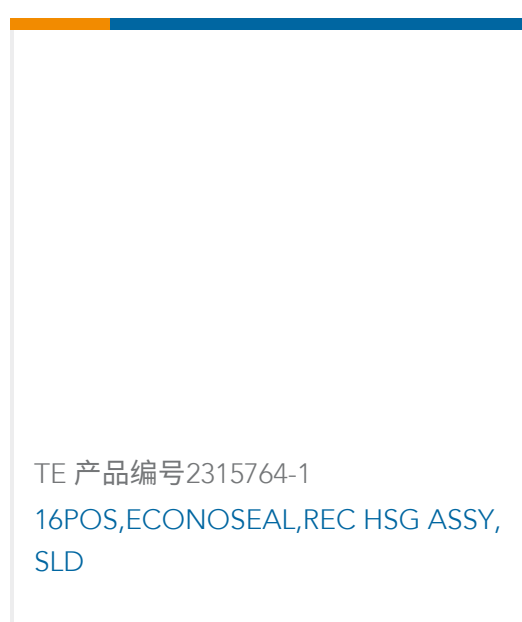 TE 产品编号2315764-1
16POS,ECONOSEAL,REC HSG ASSY,
SLD